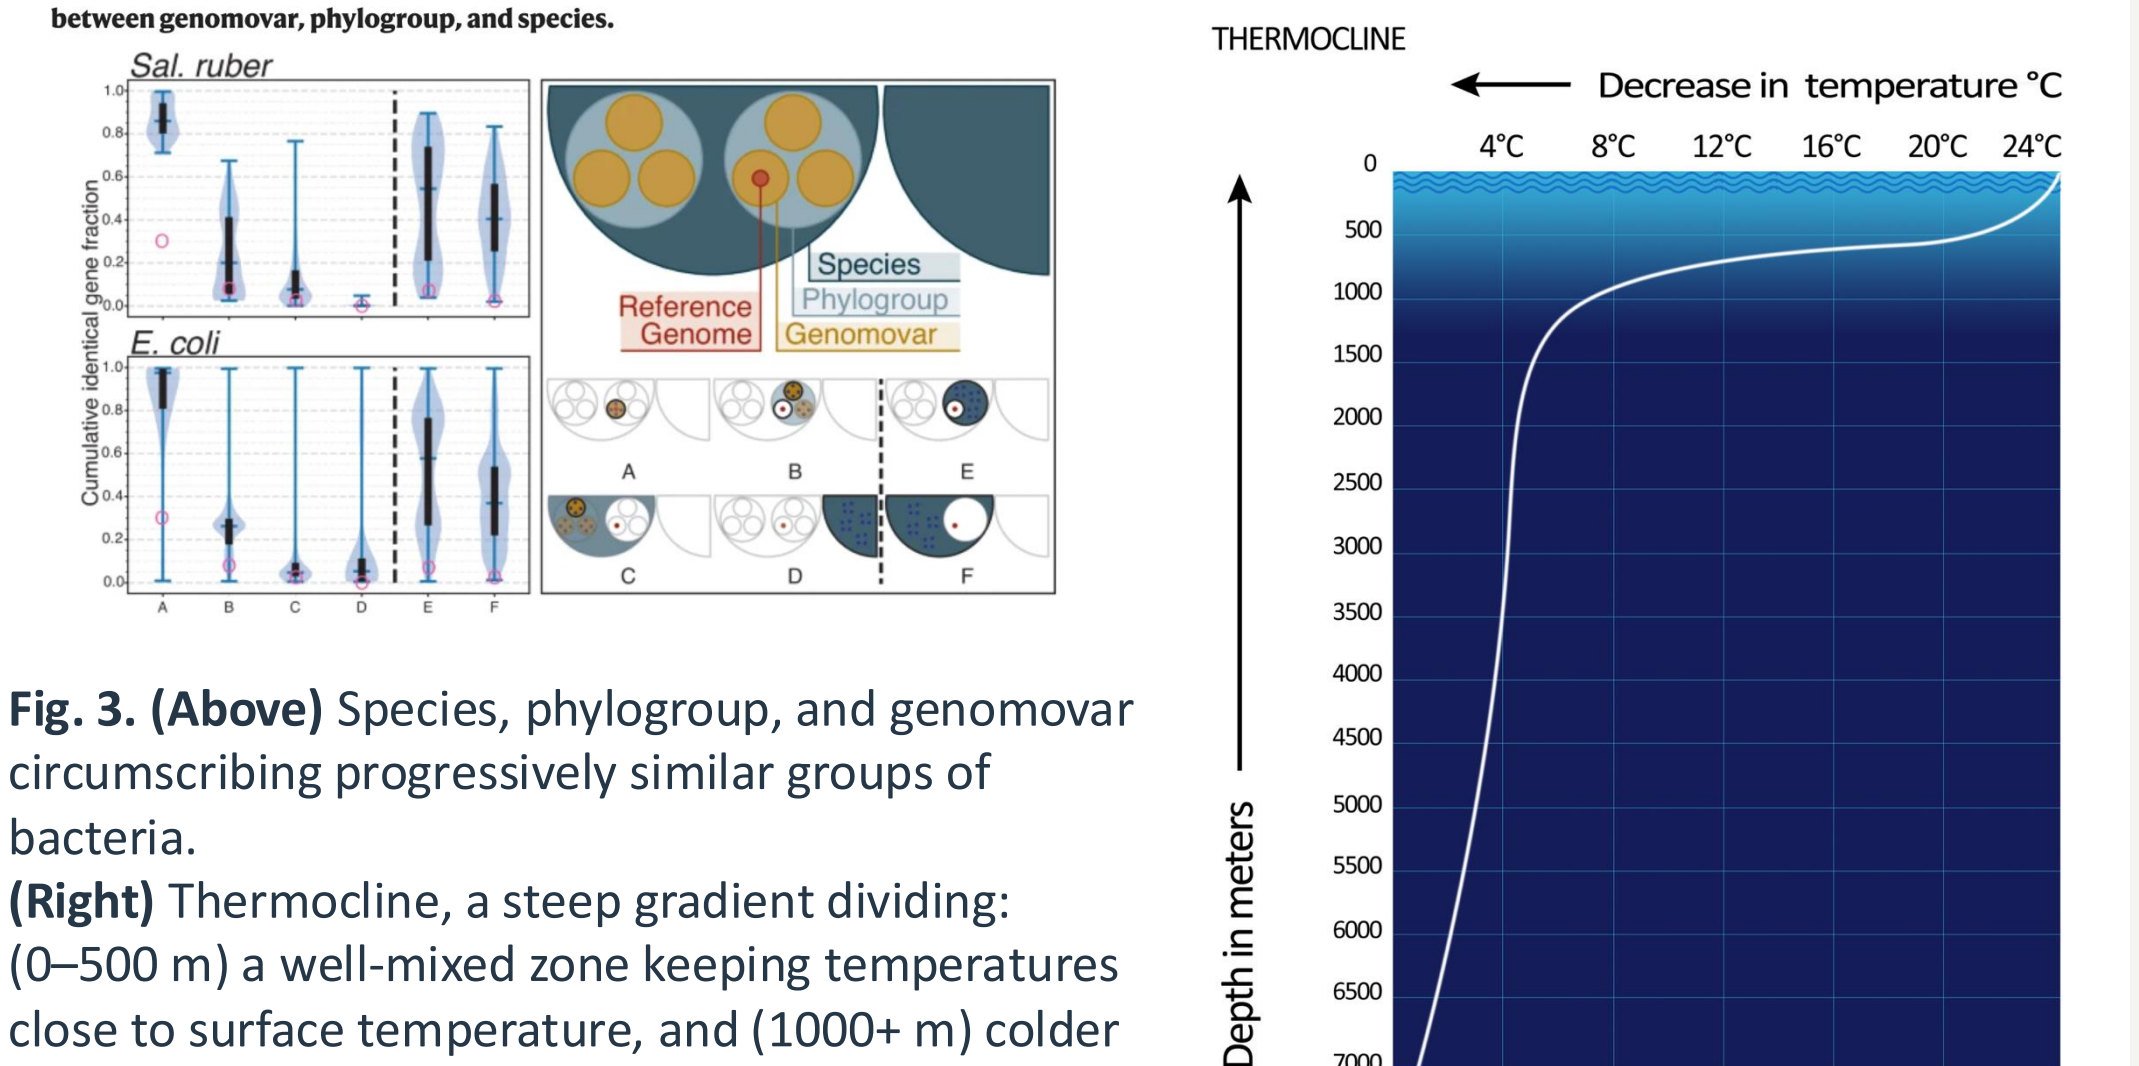 between genomovar, phylogroup, and species.
Sal. ruber
1.0
0.8
0.6
0.4
0.2
0.0
E. coli
1.0
0.8
0.6
0.4
0.2
0.0
Cumulative identical gene fraction
A B C D E F
Species
Phylogroup
Genomovar
Reference
Genome
A B E
C D F
Fig. 3. (Above) Species, phylogroup, and genomovar
circumscribing progressively similar groups of
bacteria.
(Right) Thermocline, a steep gradient dividing:
(0–500 m) a well-mixed zone keeping temperatures
close to surface temperature, and (1000+ m) colder
THERMOCLINE
Decrease in temperature °C
4°C 8°C 12°C 16°C 20°C 24°C
0
500
1000
1500
2000
2500
3000
3500
4000
4500
5000
5500
6000
6500
7000
Depth in meters